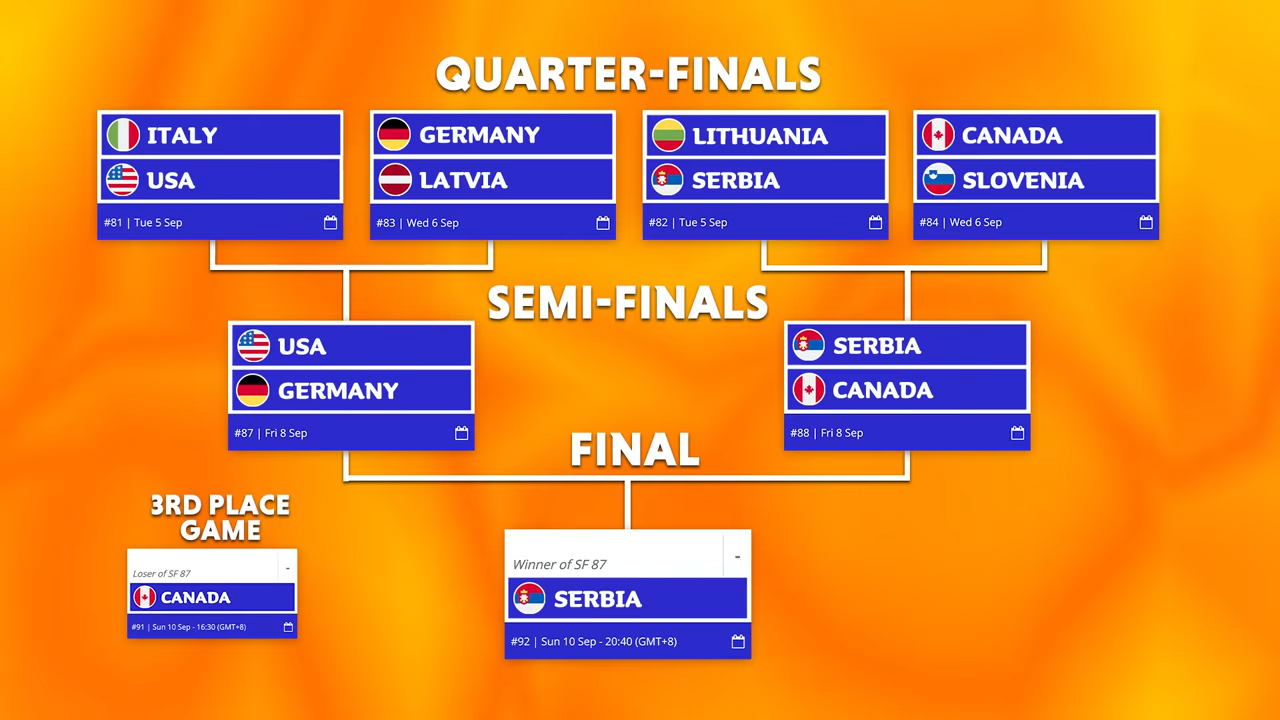 QUARTER-FINALS
ITALY
USA
#81 | Tue 5 Sep
GERMANY
LATVIA
#83 | Wed 6 Sep
LITHUANIA
SERBIA
#82 | Tue 5 Sep
CANADA
SLOVENIA
#84 | Wed 6 Sep
SEMI-FINALS
USA
GERMANY
#87 | Fri 8 Sep
SERBIA
CANADA
#88 | Fri 8 Sep
FINAL
Winner of SF 87 -
SERBIA
#92 | Sun 10 Sep - 20:40 (GMT+8)
3RD PLACE
GAME
Loser of SF 87 -
CANADA
#91 | Sun 10 Sep - 16:30 (GMT+8)